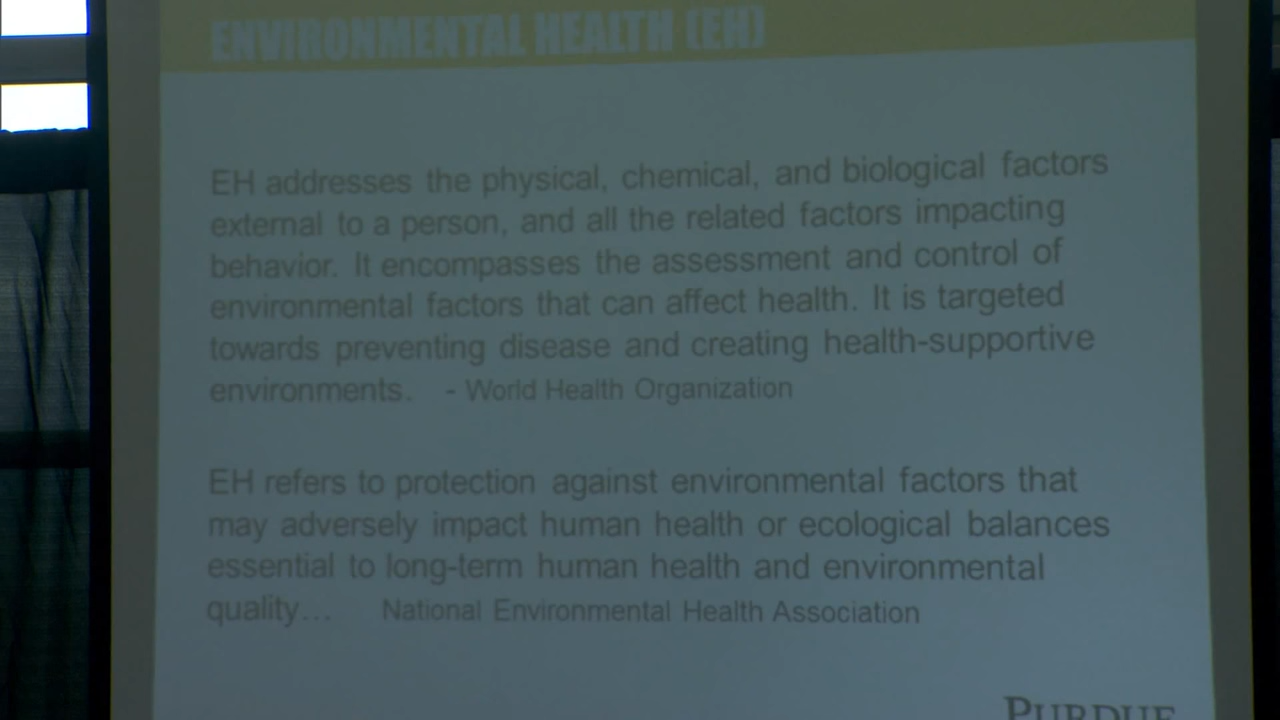 ENVIRONMENTAL HEALTH (EH)
EH addresses the physical, chemical, and biological factors
external to a person, and all the related factors impacting
behavior. It encompasses the assessment and control of
environmental factors that can affect health. It is targeted
towards preventing disease and creating health-supportive
environments. - World Health Organization
EH refers to protection against environmental factors that
may adversely impact human health or ecological balances
essential to long-term human health and environmental
quality... National Environmental Health Association
PURDUE